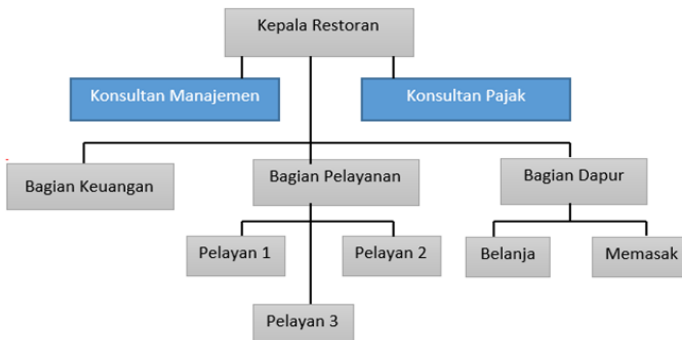 Kepala Restoran
Konsultan Manajemen
Konsultan Pajak
Bagian Keuangan
Bagian Pelayanan
Bagian Dapur
Pelayan 1
Pelayan 2
Belanja
Memasak
Pelayan 3